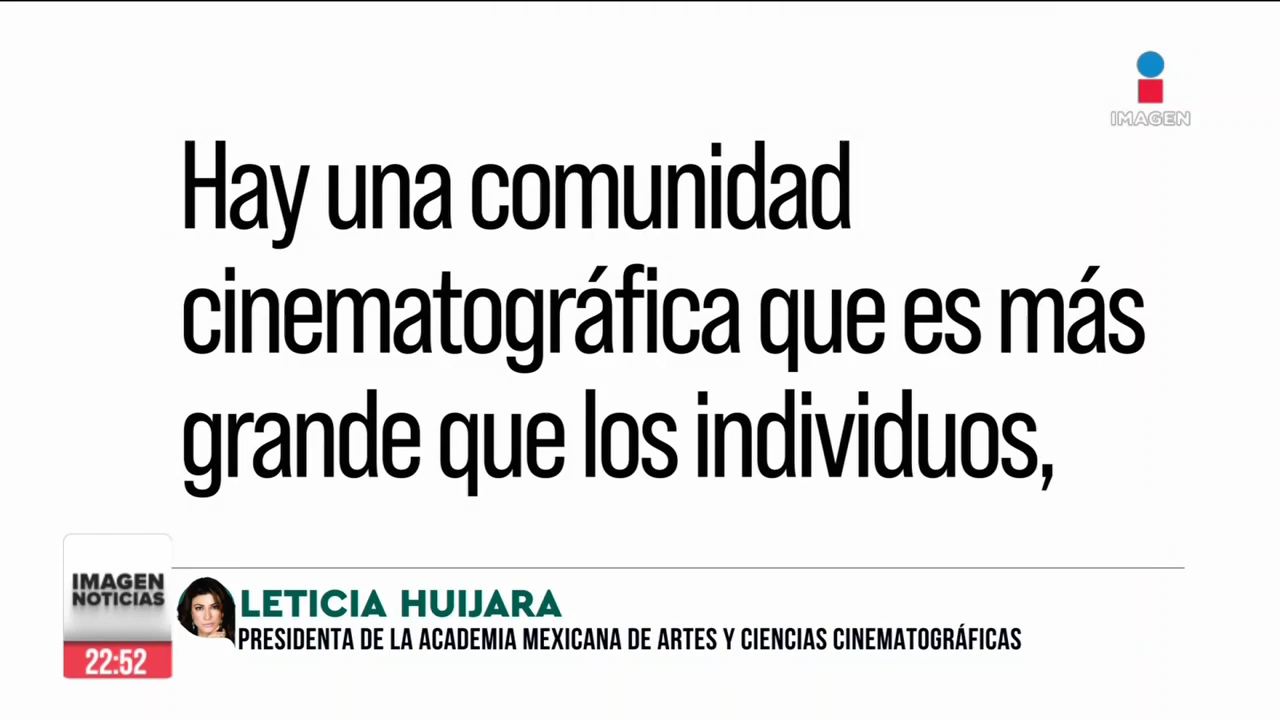 IMAGEN
Hay una comunidad
cinematográfica que es más
grande que los individuos,
IMAGEN
NOTICIAS
22:52
LETICIA HUIJARA
PRESIDENTA DE LA ACADEMIA MEXICANA DE ARTES Y CIENCIAS CINEMATOGRÁFICAS